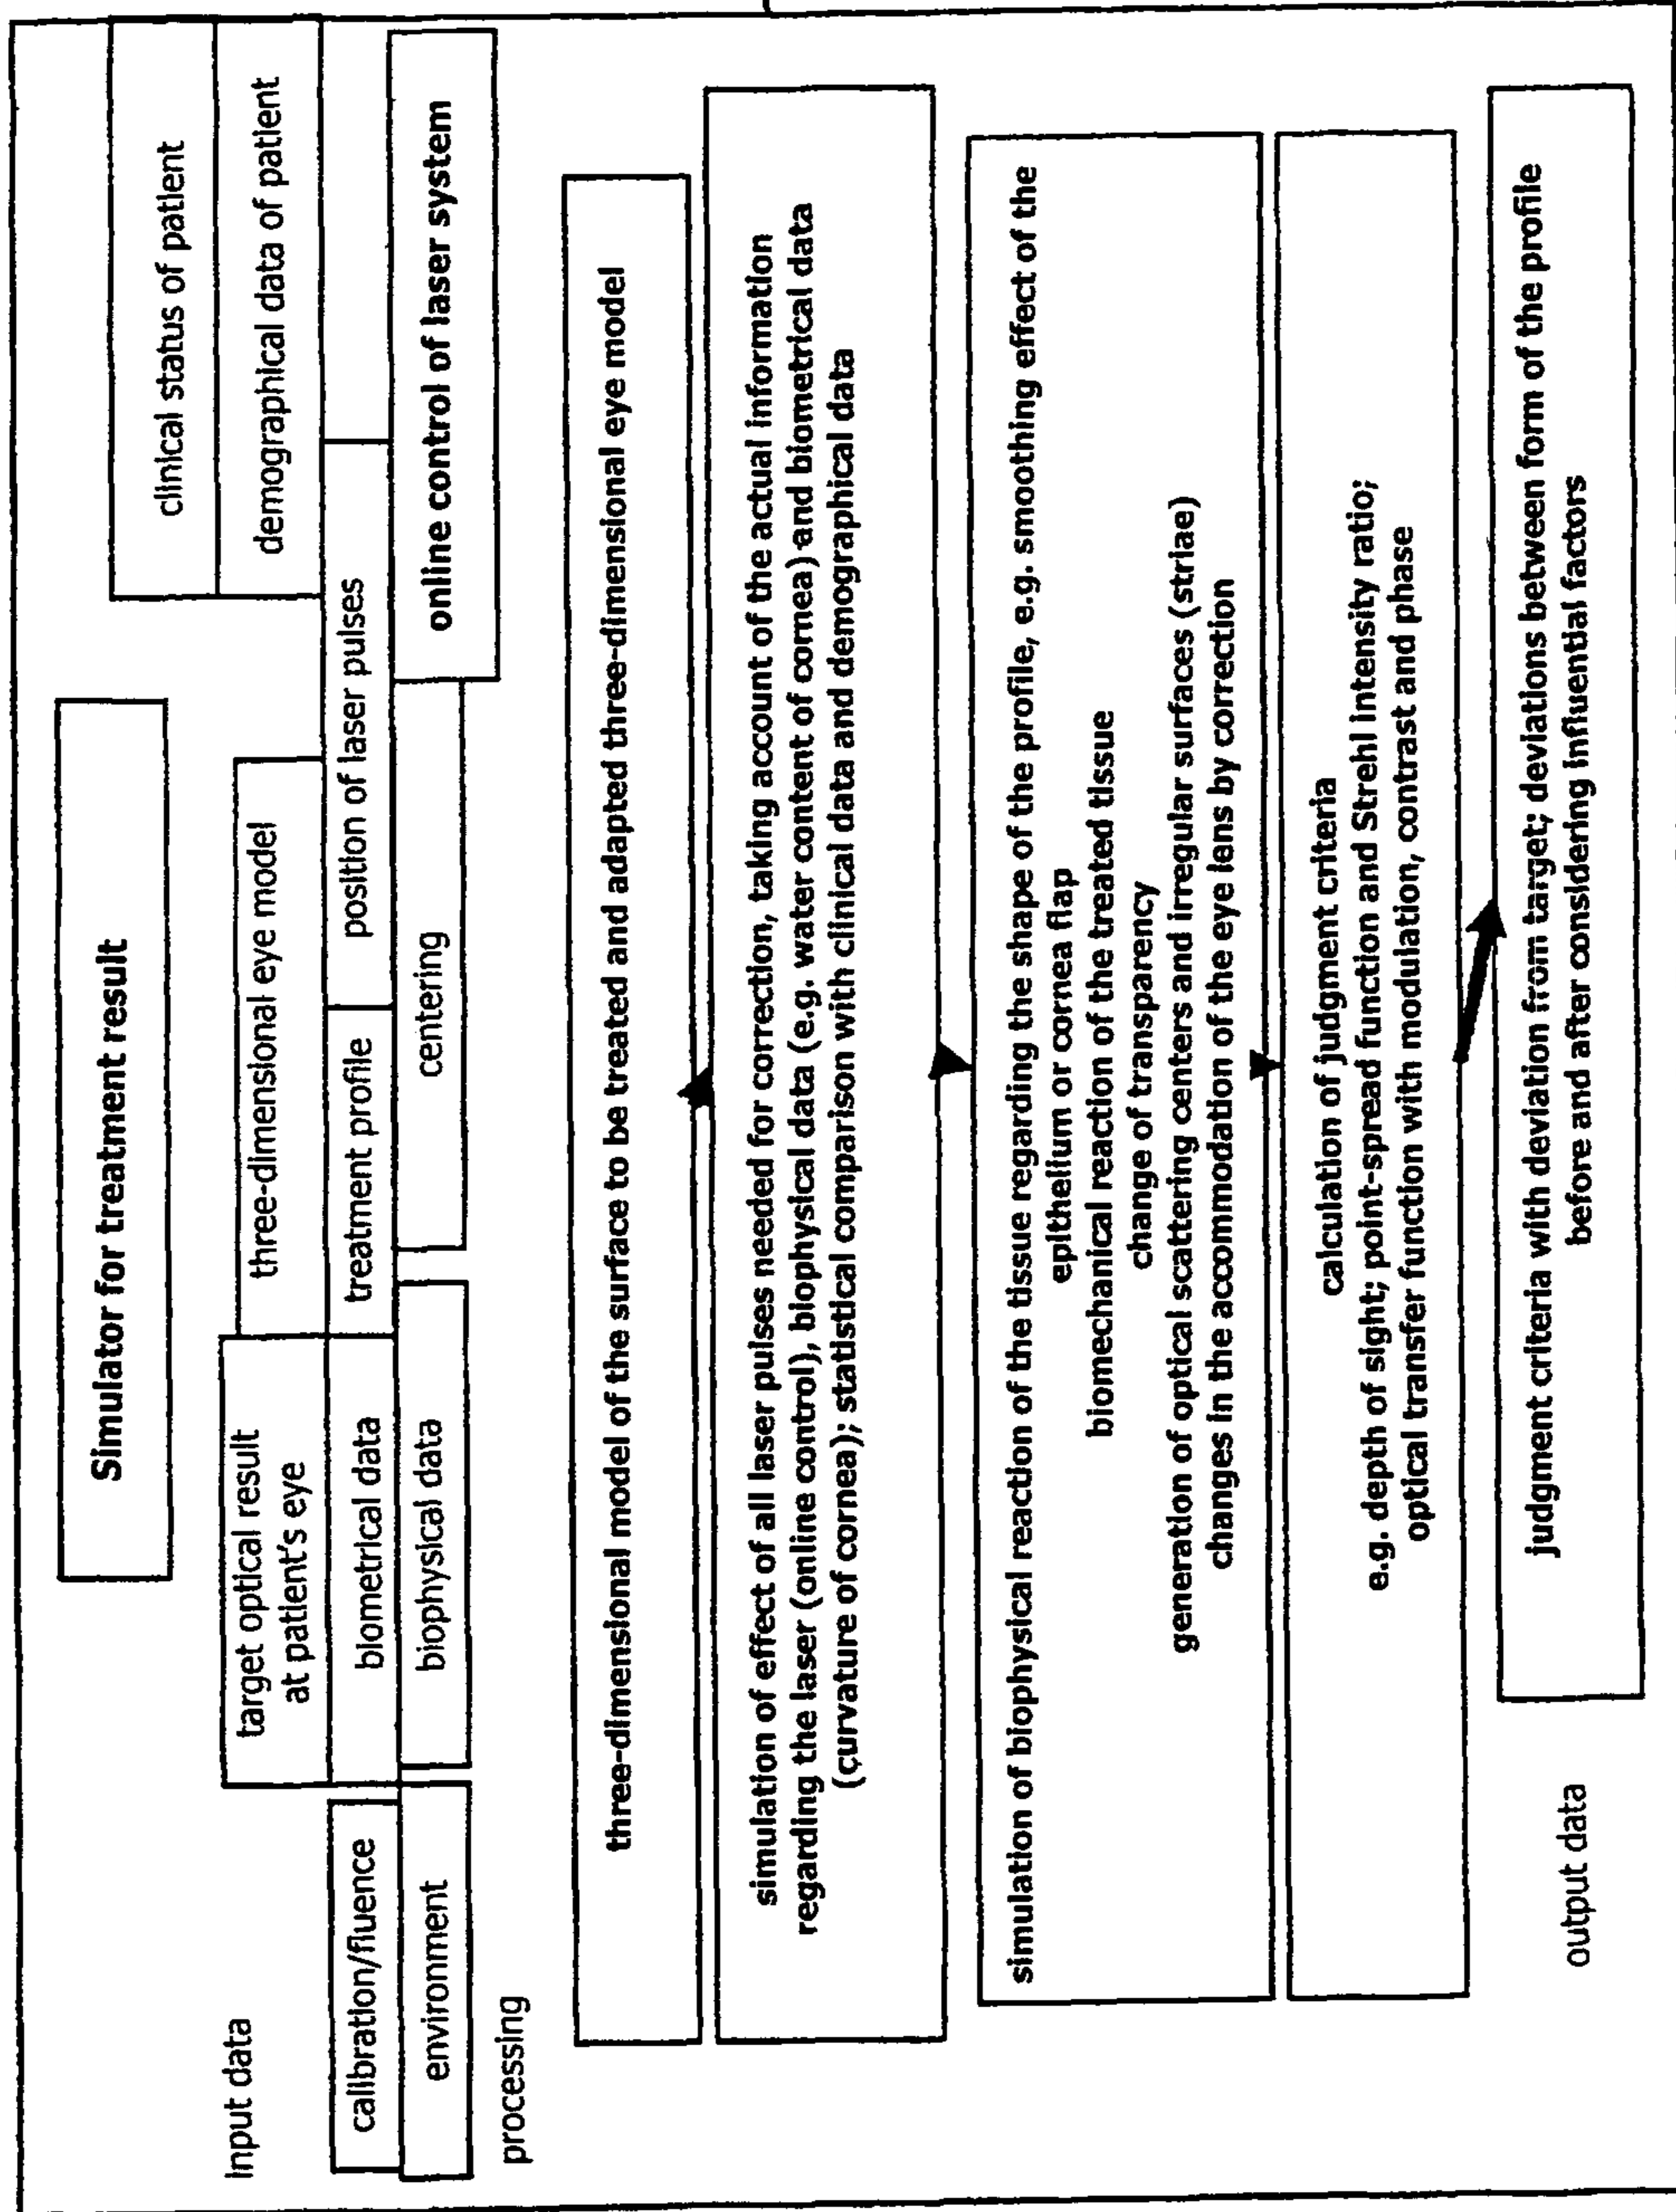 Simulator for treatment result
clinical status of patient
Input data
target optical result
at patient's eye
three-dimensional eye model
demographical data of patient
calibration/fluence
biometrical data
treatment profile
position of laser pulses
environment
biophysical data
centering
online control of laser system
processing
three-dimensional model of the surface to be treated and adapted three-dimensional eye model
simulation of effect of all laser pulses needed for correction, taking account of the actual information
regarding the laser (online control), biophysical data (e.g. water content of cornea) and biometrical data
(curvature of cornea); statistical comparison with clinical data and demographical data
simulation of biophysical reaction of the tissue regarding the shape of the profile, e.g. smoothing effect of the
epithelium or cornea flap
biomechanical reaction of the treated tissue
change of transparency
generation of optical scattering centers and irregular surfaces (striae)
changes in the accommodation of the eye lens by correction
calculation of judgment criteria
e.g. depth of sight; point-spread function and Strehl intensity ratio;
optical transfer function with modulation, contrast and phase
judgment criteria with deviation from target; deviations between form of the profile
before and after considering influential factors
output data